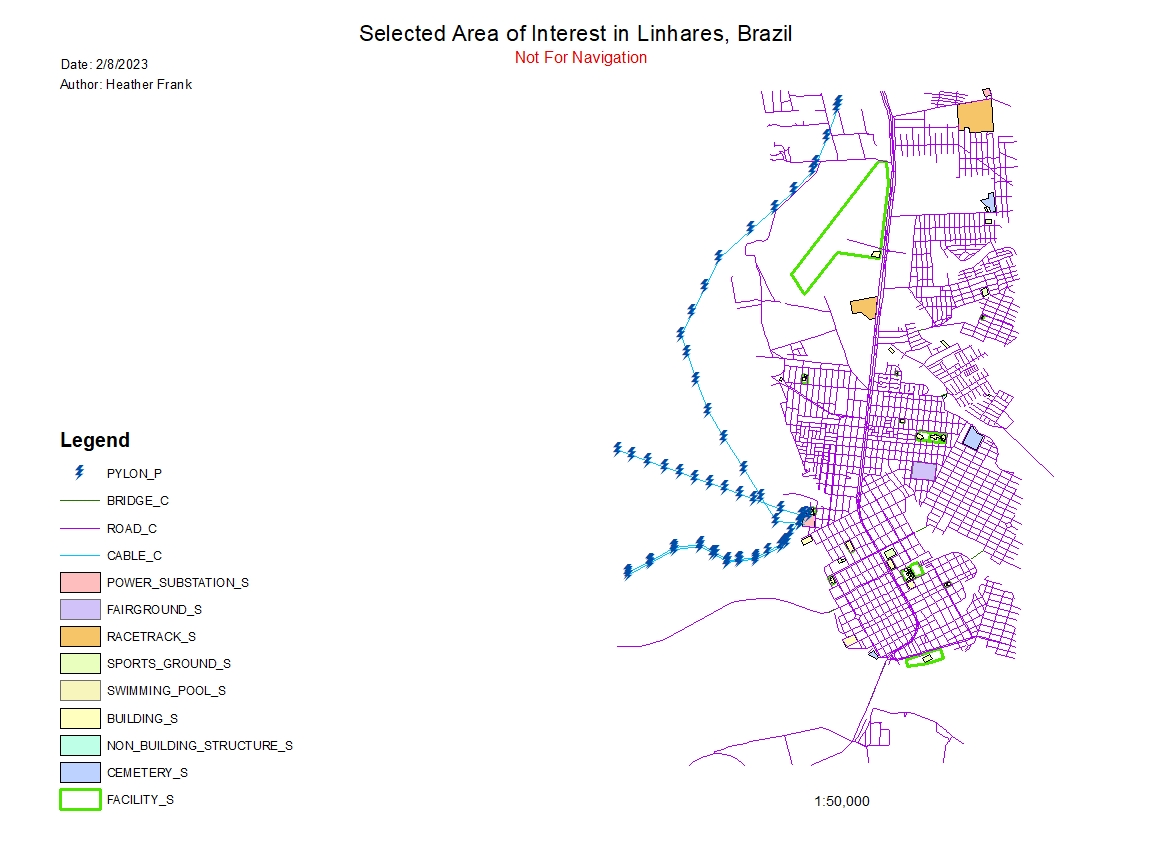 Selected Area of Interest in Linhares, Brazil
Not For Navigation
Date: 2/8/2023
Author: Heather Frank
Legend
PYLON_P
BRIDGE_C
ROAD_C
CABLE_C
POWER_SUBSTATION_S
FAIRGROUND_S
RACETRACK_S
SPORTS_GROUND_S
SWIMMING_POOL_S
BUILDING_S
NON_BUILDING_STRUCTURE_S
CEMETERY_S
FACILITY_S
1:50,000